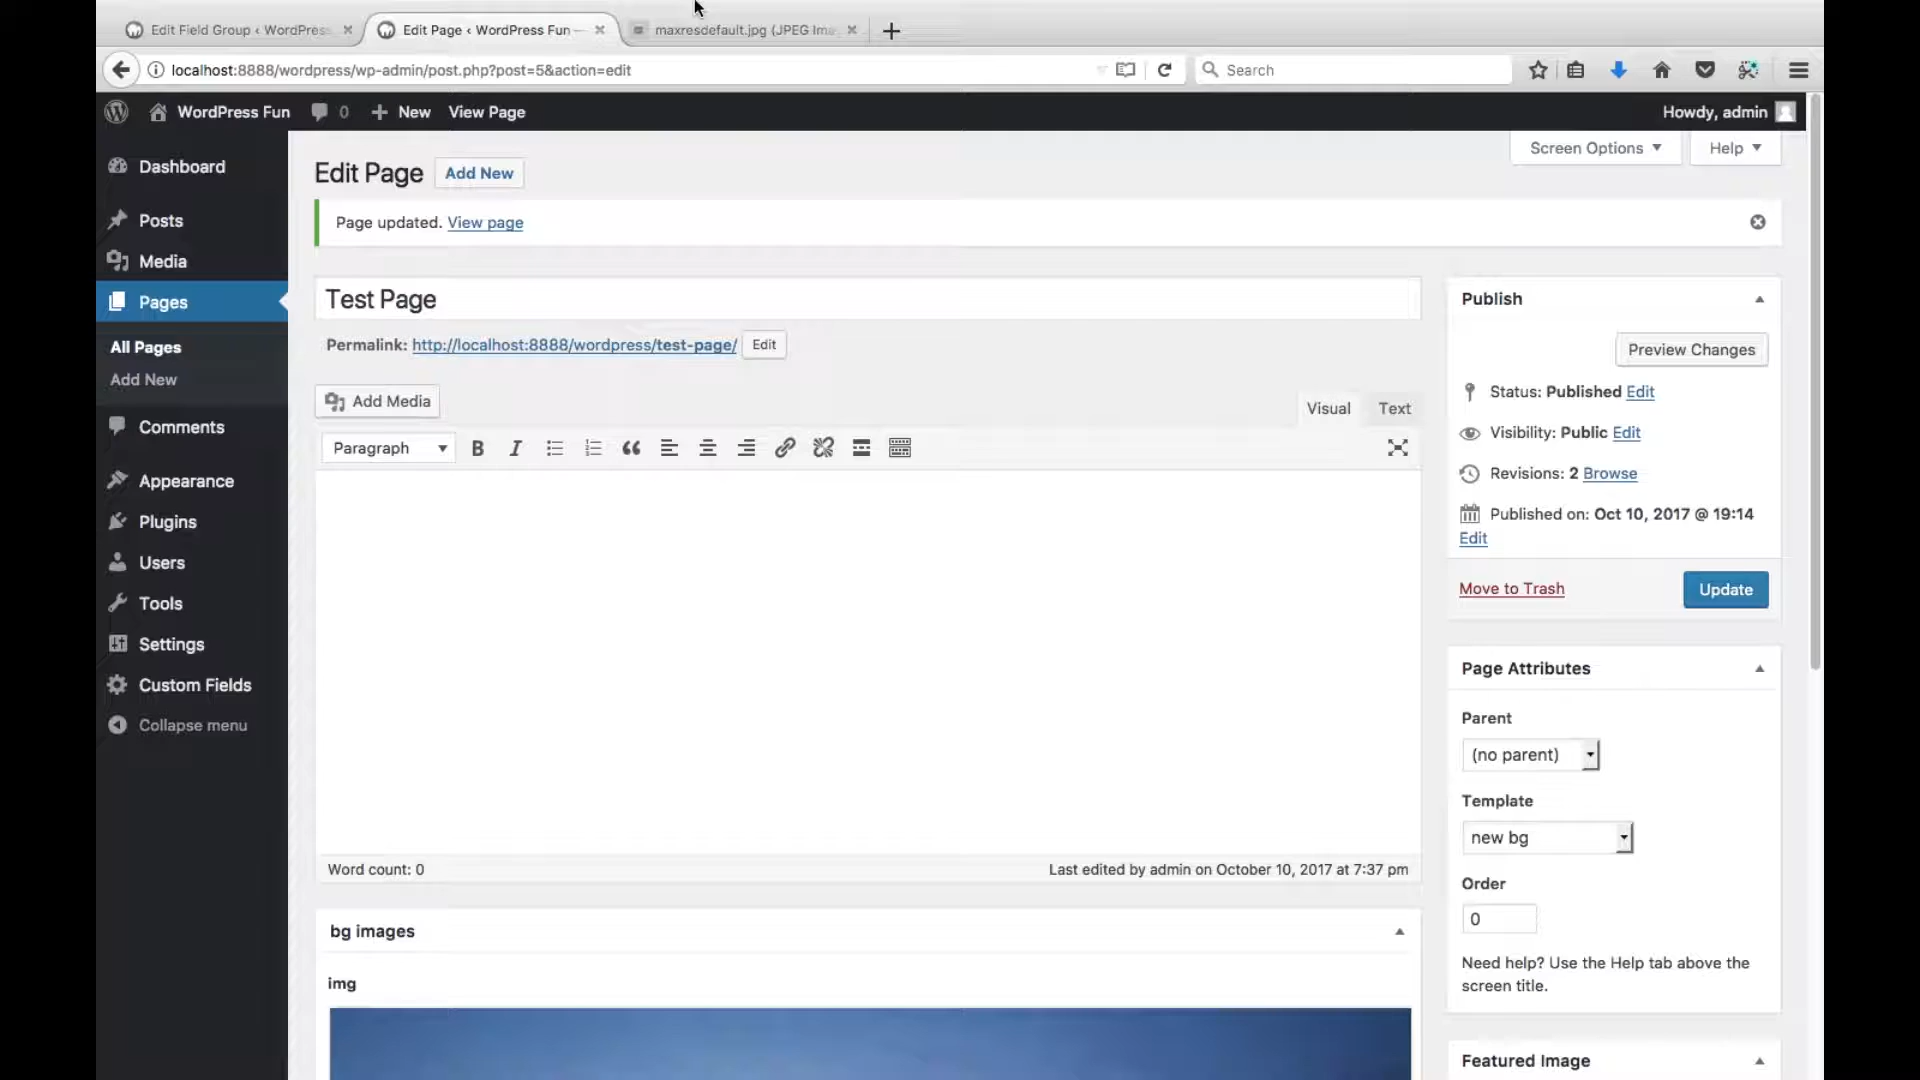 Edit Field Group ‹ WordPress
Edit Page ‹ WordPress Fun —
maxresdefault.jpg (JPEG Ima
localhost:8888/wordpress/wp-admin/post.php?post=5&action=edit
Search
WordPress Fun
0
New
View Page
Howdy, admin
Dashboard
Posts
Media
Pages
All Pages
Add New
Comments
Appearance
Plugins
Users
Tools
Settings
Custom Fields
Collapse menu
Screen Options
Help
Edit Page
Add New
Page updated. View page
Test Page
Permalink: http://localhost:8888/wordpress/test-page/
Edit
Add Media
Visual
Text
Paragraph
B
I
Word count: 0
Last edited by admin on October 10, 2017 at 7:37 pm
bg images
img
Publish
Preview Changes
Status: Published Edit
Visibility: Public Edit
Revisions: 2 Browse
Published on: Oct 10, 2017 @ 19:14
Edit
Move to Trash
Update
Page Attributes
Parent
(no parent)
Template
new bg
Order
0
Need help? Use the Help tab above the
screen title.
Featured Image